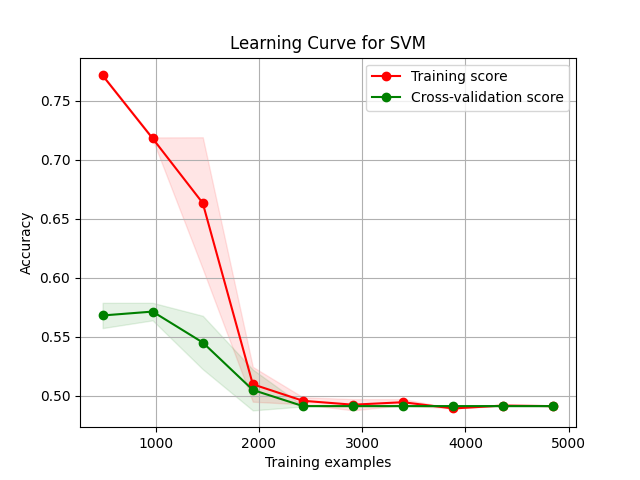 Learning Curve for SVM
Training score
Cross-validation score
0.75
0.70
0.65
0.60
0.55
0.50
Accuracy
1000 2000 3000 4000 5000
Training examples